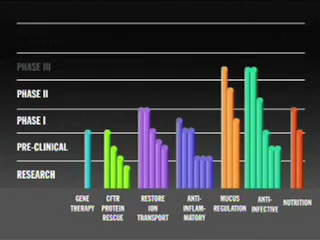 PHASE III
PHASE II
PHASE I
PRE-CLINICAL
RESEARCH
GENE
THERAPY
CFTR
PROTEIN
RESCUE
RESTORE
ION
TRANSPORT
ANTI-
INFLAM-
MATORY
MUCUS
REGULATION
ANTI-
INFECTIVE
NUTRITION